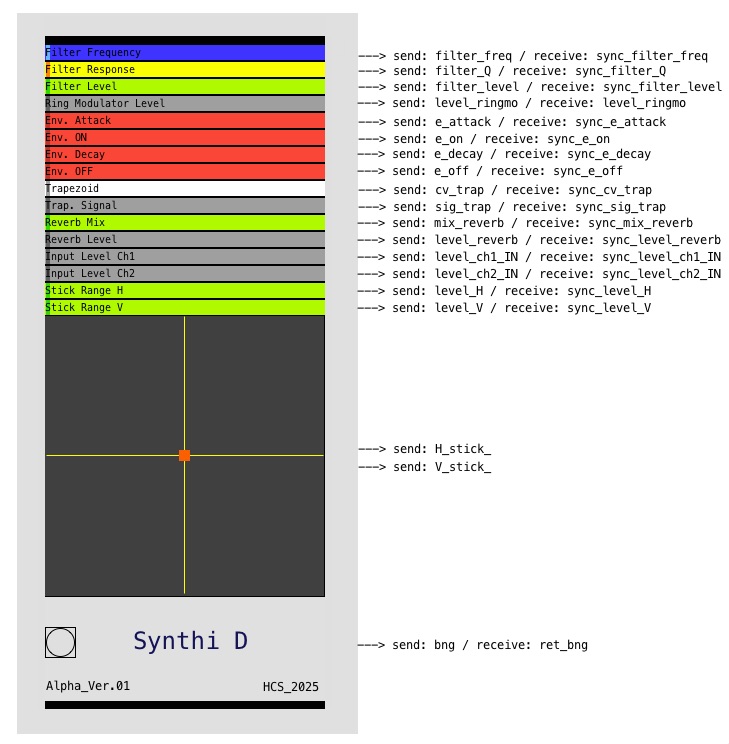 Filter Frequency ———> send: filter_freq / receive: sync_filter_freq
Filter Response ———> send: filter_Q / receive: sync_filter_Q
Filter Level ———> send: filter_level / receive: sync_filter_level
Ring Modulator Level ———> send: level_ringmo / receive: level_ringmo
Env. Attack ———> send: e_attack / receive: sync_e_attack
Env. ON ———> send: e_on / receive: sync_e_on
Env. Decay ———> send: e_decay / receive: sync_e_decay
Env. OFF ———> send: e_off / receive: sync_e_off
Trapezoid ———> send: cv_trap / receive: sync_cv_trap
Trap. Signal ———> send: sig_trap / receive: sync_sig_trap
Reverb Mix ———> send: mix_reverb / receive: sync_mix_reverb
Reverb Level ———> send: level_reverb / receive: sync_level_reverb
Input Level Ch1 ———> send: level_ch1_IN / receive: sync_level_ch1_IN
Input Level Ch2 ———> send: level_ch2_IN / receive: sync_level_ch2_IN
Stick Range H ———> send: level_H / receive: sync_level_H
Stick Range V ———> send: level_V / receive: sync_level_V
———> send: H_stick_
———> send: V_stick_
Synthi D ———> send: bng / receive: ret_bng
Alpha_Ver.01 HCS_2025